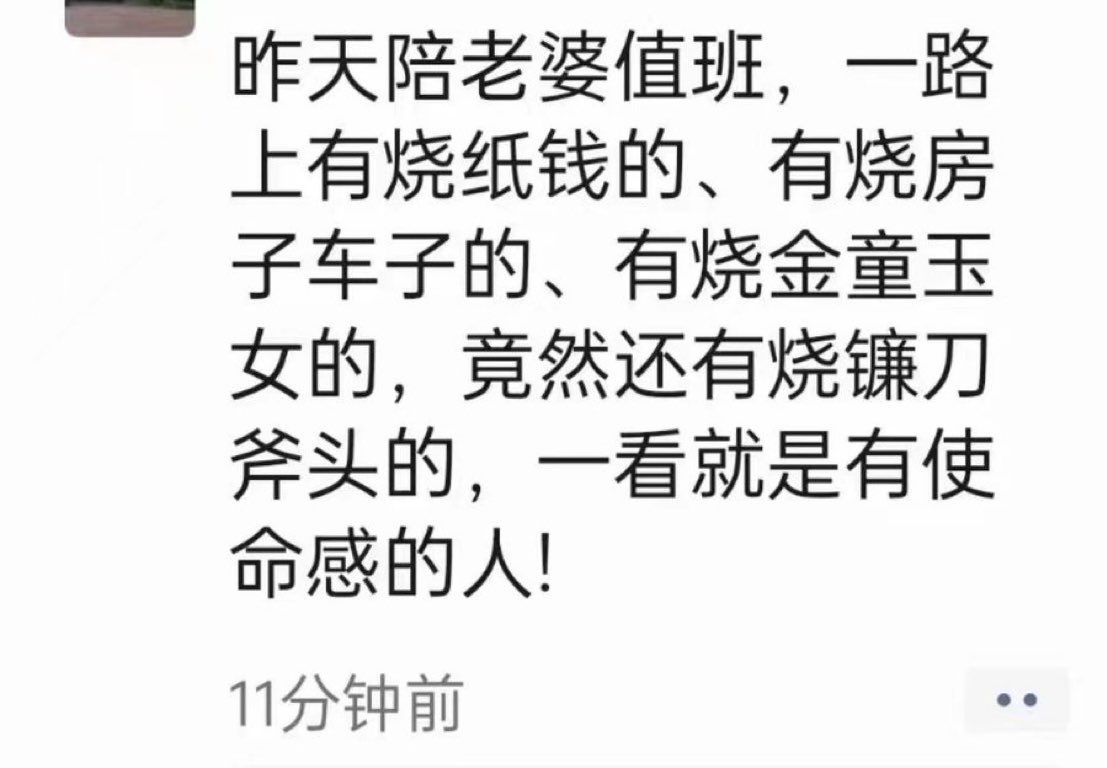 昨天陪老婆值班，一路
上有烧纸钱的、有烧房
子车子的、有烧金童玉
女的，竟然还有烧镰刀
斧头的，一看就是有使
命感的人!
11分钟前